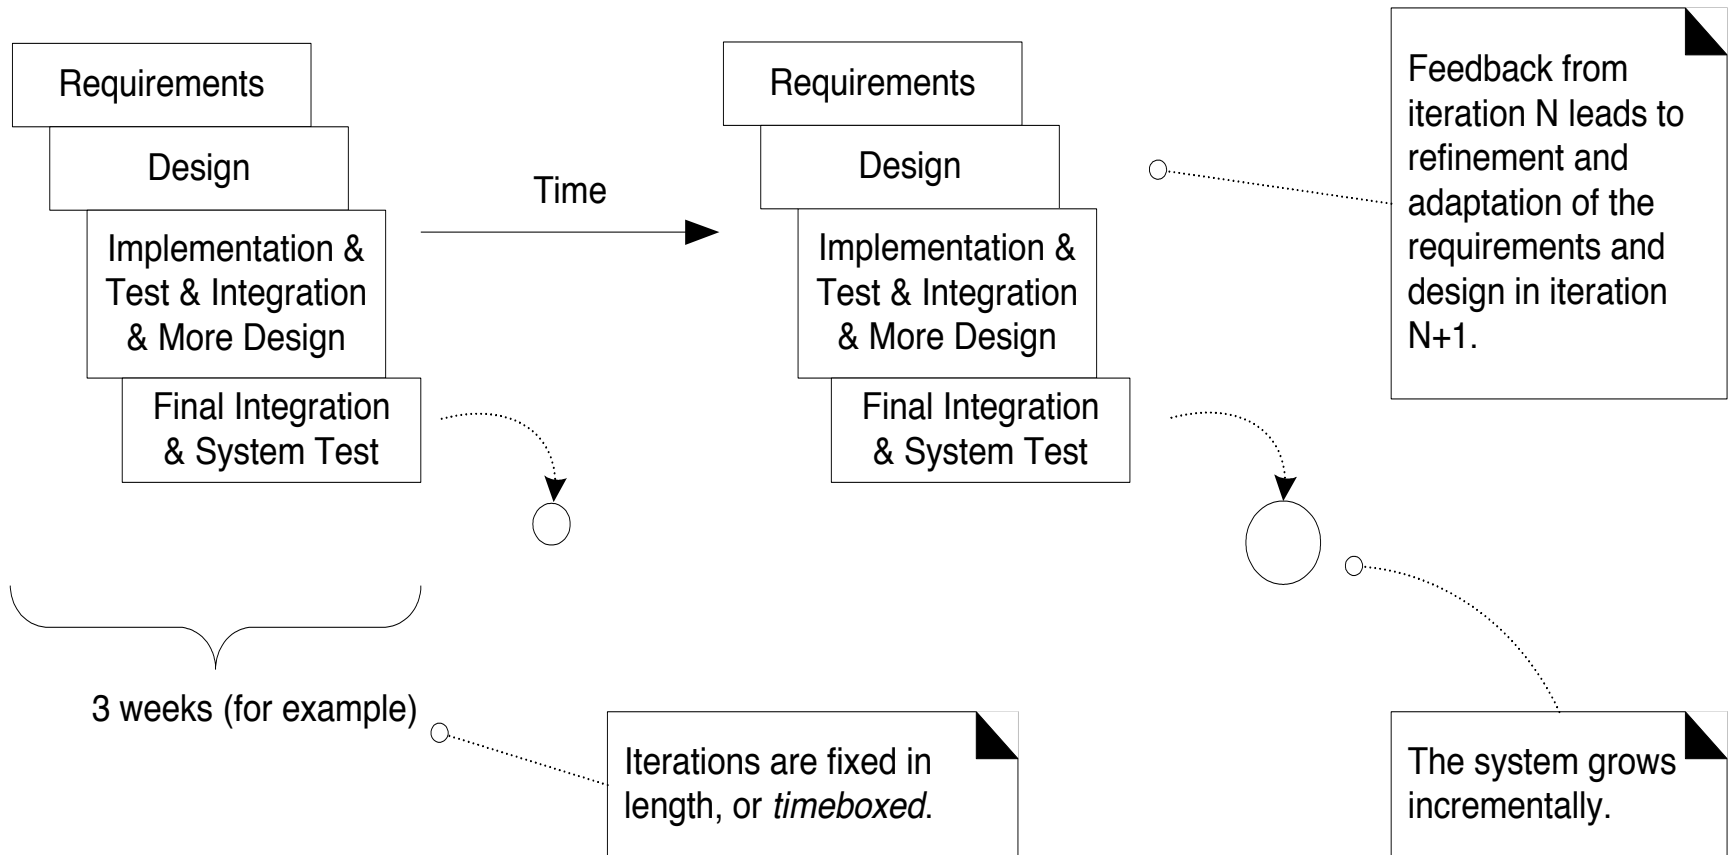 Requirements
Design
Implementation &
Test & Integration
& More Design
Final Integration
& System Test
Time
Requirements
Design
Implementation &
Test & Integration
& More Design
Final Integration
& System Test
Feedback from
iteration N leads to
refinement and
adaptation of the
requirements and
design in iteration
N+1.
3 weeks (for example)
Iterations are fixed in
length, or timeboxed.
The system grows
incrementally.